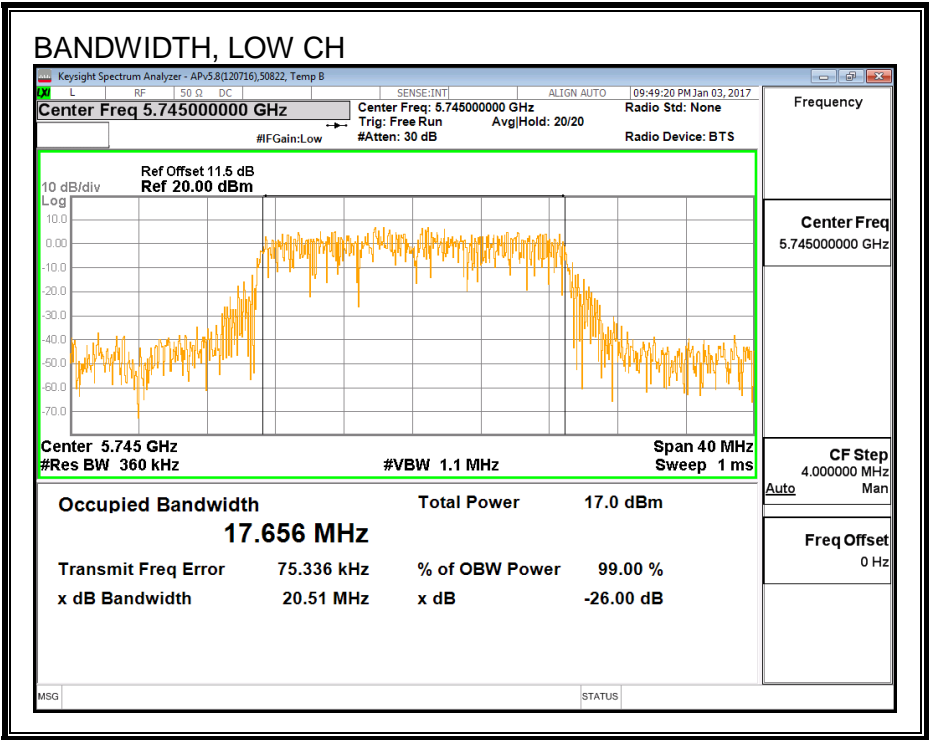 BANDWIDTH, LOW CH
Keysight Spectrum Analyzer - APv5.8(120716),50822, Temp B
LXI L RF 50 Ω DC SENSE:INT ALIGN AUTO 09:49:20 PM Jan 03, 2017
Center Freq 5.745000000 GHz
Center Freq: 5.745000000 GHz
Radio Std: None
Trig: Free Run Avg|Hold: 20/20
#IFGain:Low
#Atten: 30 dB
Radio Device: BTS
Ref Offset 11.5 dB
10 dB/div Ref 20.00 dBm
Log
10.0
0.00
-10.0
-20.0
-30.0
-40.0
-50.0
-60.0
-70.0
Center 5.745 GHz Span 40 MHz
#Res BW 360 kHz #VBW 1.1 MHz Sweep 1 ms
Occupied Bandwidth Total Power 17.0 dBm
17.656 MHz
Transmit Freq Error 75.336 kHz % of OBW Power 99.00 %
x dB Bandwidth 20.51 MHz x dB -26.00 dB
MSG STATUS
Frequency
Center Freq
5.745000000 GHz
CF Step
4.000000 MHz
Auto Man
Freq Offset
0 Hz